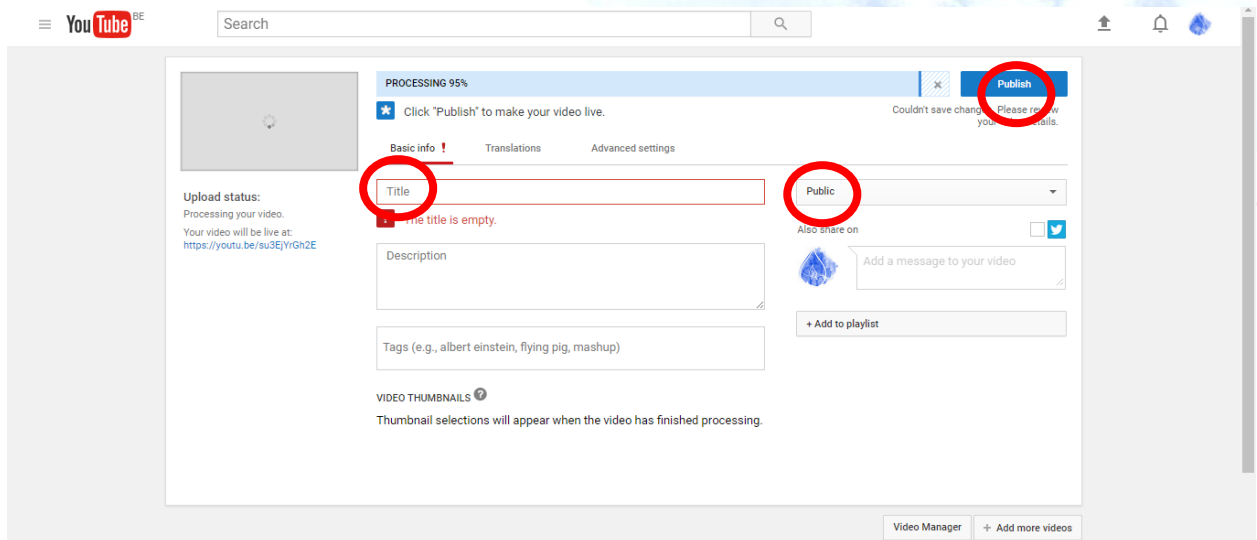 YouTube BE
Search
PROCESSING 95%
Publish
Click "Publish" to make your video live.
Couldn't save chang Please review
your details.
Basic info !
Translations
Advanced settings
Upload status:
Processing your video.
Your video will be live at:
https://youtu.be/su3EjYrGh2E
Title
The title is empty.
Description
Tags (e.g., albert einstein, flying pig, mashup)
VIDEO THUMBNAILS ?
Thumbnail selections will appear when the video has finished processing.
Public
Also share on
Add a message to your video
+ Add to playlist
Video Manager
+ Add more videos